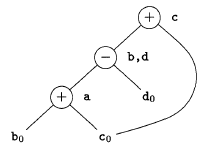 + c
− b,d
+ a d₀
b₀ c₀